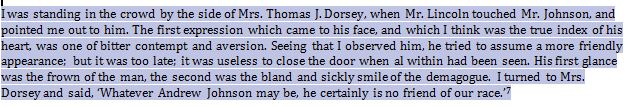 I was standing in the crowd by the side of Mrs. Thomas J. Dorsey, when Mr. Lincoln touched Mr. Johnson, and
pointed me out to him. The first expression which came to his face, and which I think was the true index of his
heart, was one of bitter contempt and aversion. Seeing that I observed him, he tried to assume a more friendly
appearance; but it was too late; it was useless to close the door when al within had been seen. His first glance
was the frown of the man, the second was the bland and sickly smile of the demagogue. I turned to Mrs.
Dorsey and said, ‘Whatever Andrew Johnson may be, he certainly is no friend of our race.’⁷